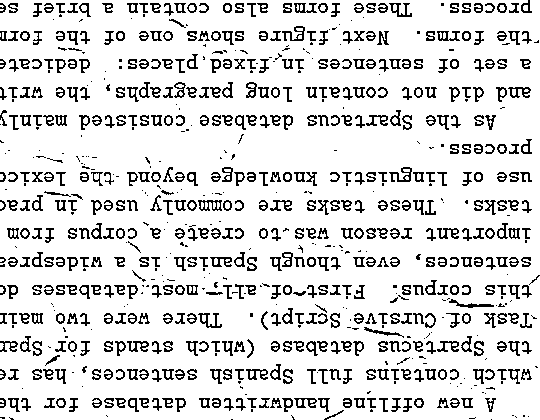 A new offline handwritten database for the
which contains full Spanish sentences, has re
the Spartacus database (which stands for Span
Task of Cursive Script). There were two main
this corpus. First of all, most databases do
sentences, even though Spanish is a widesprea
important reason was to create a corpus from
tasks. These tasks are commonly used in prac
use of linguistic knowledge beyond the lexico
process.
As the Spartacus database consisted mainly
and did not contain long paragraphs, the writ
a set of sentences in fixed places: dedicate
the forms. Next figure shows one of the form
process. These forms also contain a brief se